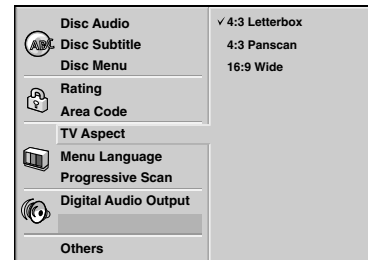 Disc Audio
Disc Subtitle
Disc Menu
Rating
Area Code
TV Aspect
Menu Language
Progressive Scan
Digital Audio Output
Others
ABC
✓ 4:3 Letterbox
4:3 Panscan
16:9 Wide